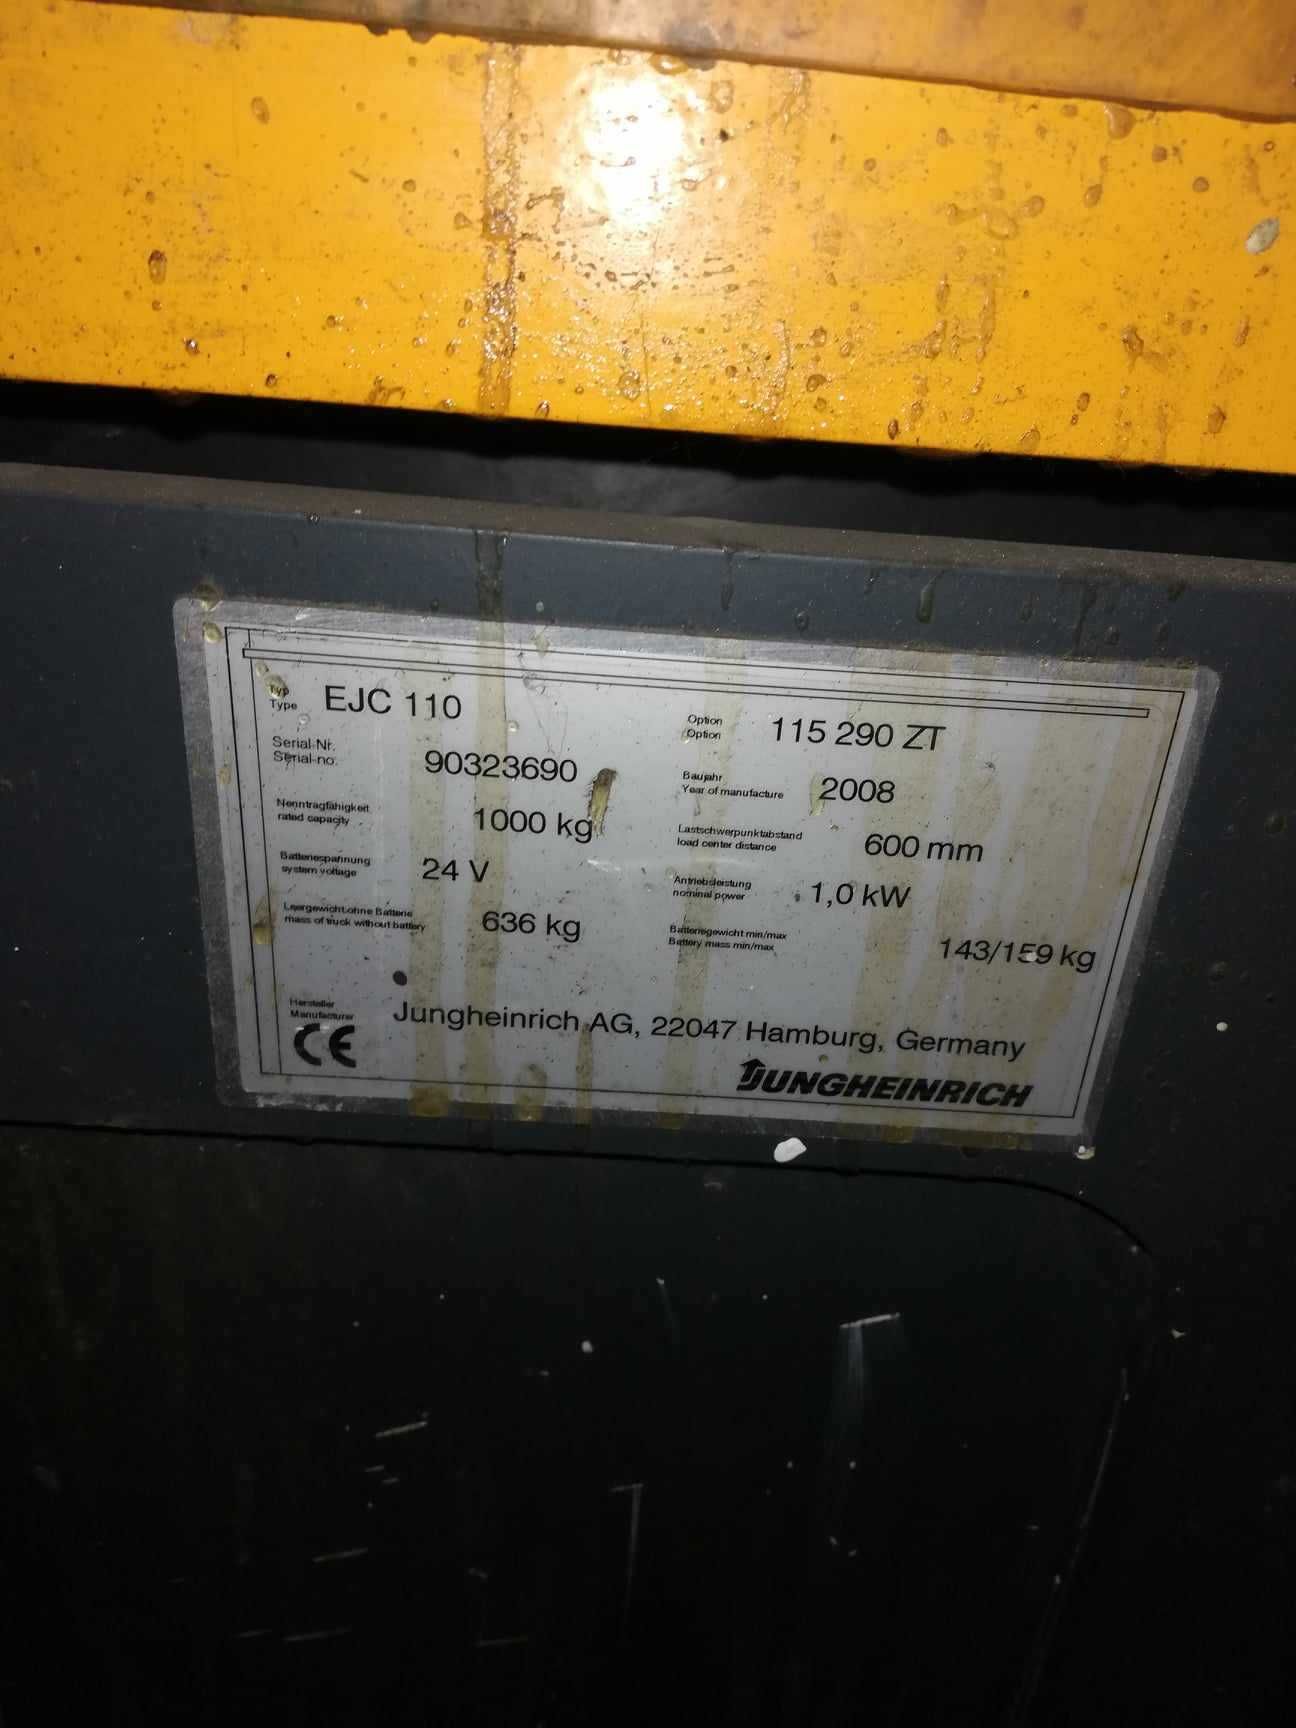 Typ
Type EJC 110
Option
Option 115 290 ZT
Serial-Nr.
Serial-no. 90323690
Baujahr
Year of manufacture 2008
Nenntragfähigkeit
rated capacity 1000 kg
Lastschwerpunktabstand
load center distance 600 mm
Batteriespannung
system voltage 24 V
Antriebsleistung
nominal power 1,0 kW
Leergewicht ohne Batterie
mass of truck without battery 636 kg
Batteriegewicht min/max
Battery mass min/max 143/159 kg
Hersteller
Manufacturer Jungheinrich AG, 22047 Hamburg, Germany
CE
JUNGHEINRICH